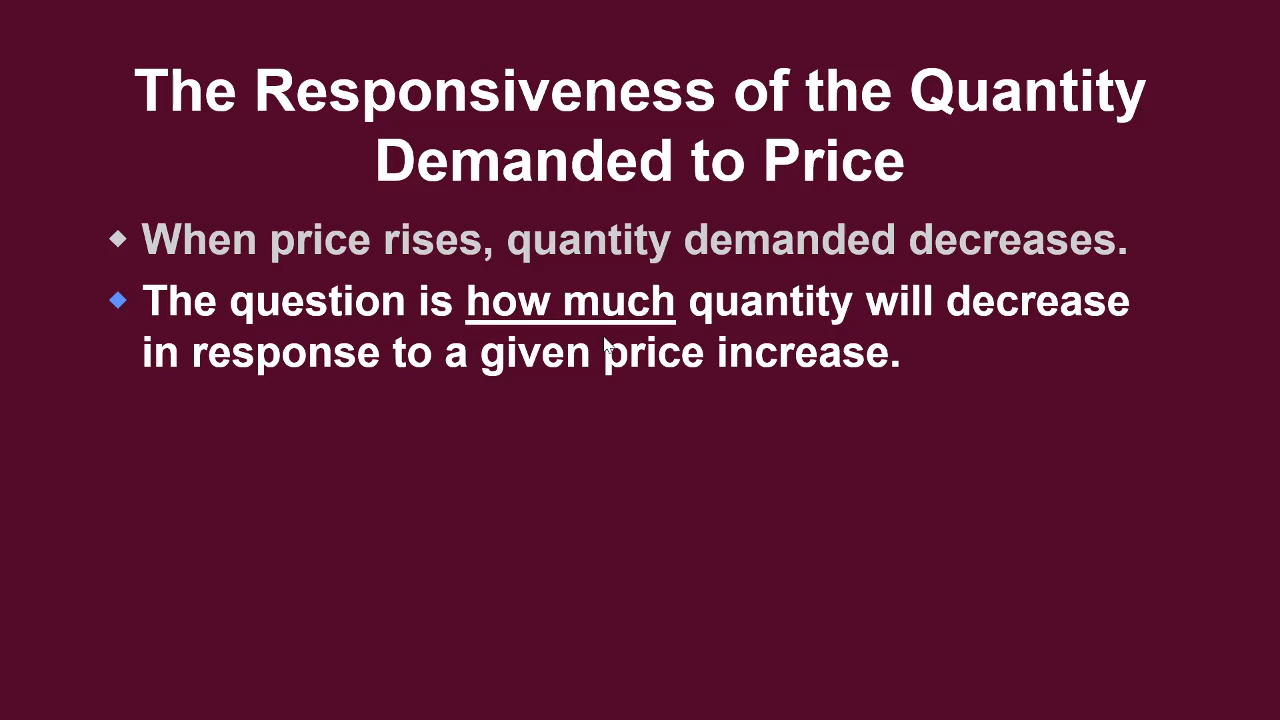 The Responsiveness of the Quantity
Demanded to Price
When price rises, quantity demanded decreases.
The question is how much quantity will decrease
in response to a given price increase.